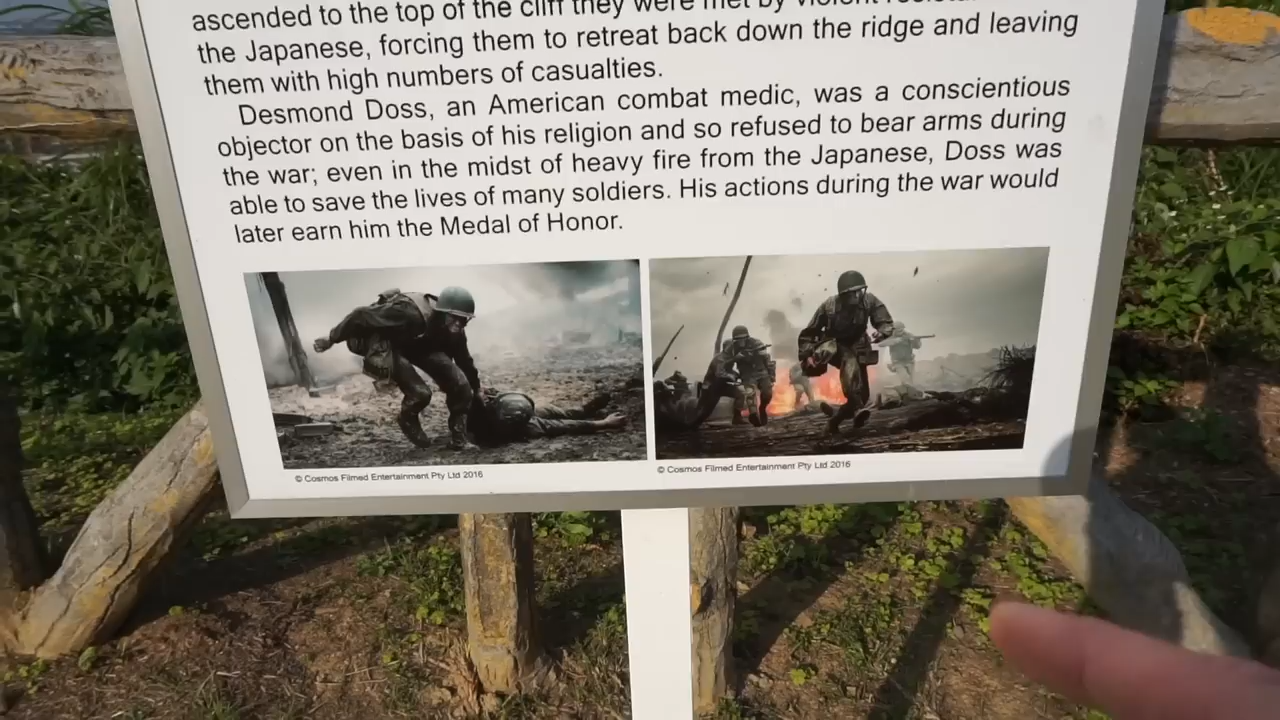 ascended to the top of the cliff they were met by violent
the Japanese, forcing them to retreat back down the ridge and leaving
them with high numbers of casualties.
Desmond Doss, an American combat medic, was a conscientious
objector on the basis of his religion and so refused to bear arms during
the war; even in the midst of heavy fire from the Japanese, Doss was
able to save the lives of many soldiers. His actions during the war would
later earn him the Medal of Honor.
© Cosmos Filmed Entertainment Pty Ltd 2016
© Cosmos Filmed Entertainment Pty Ltd 2016